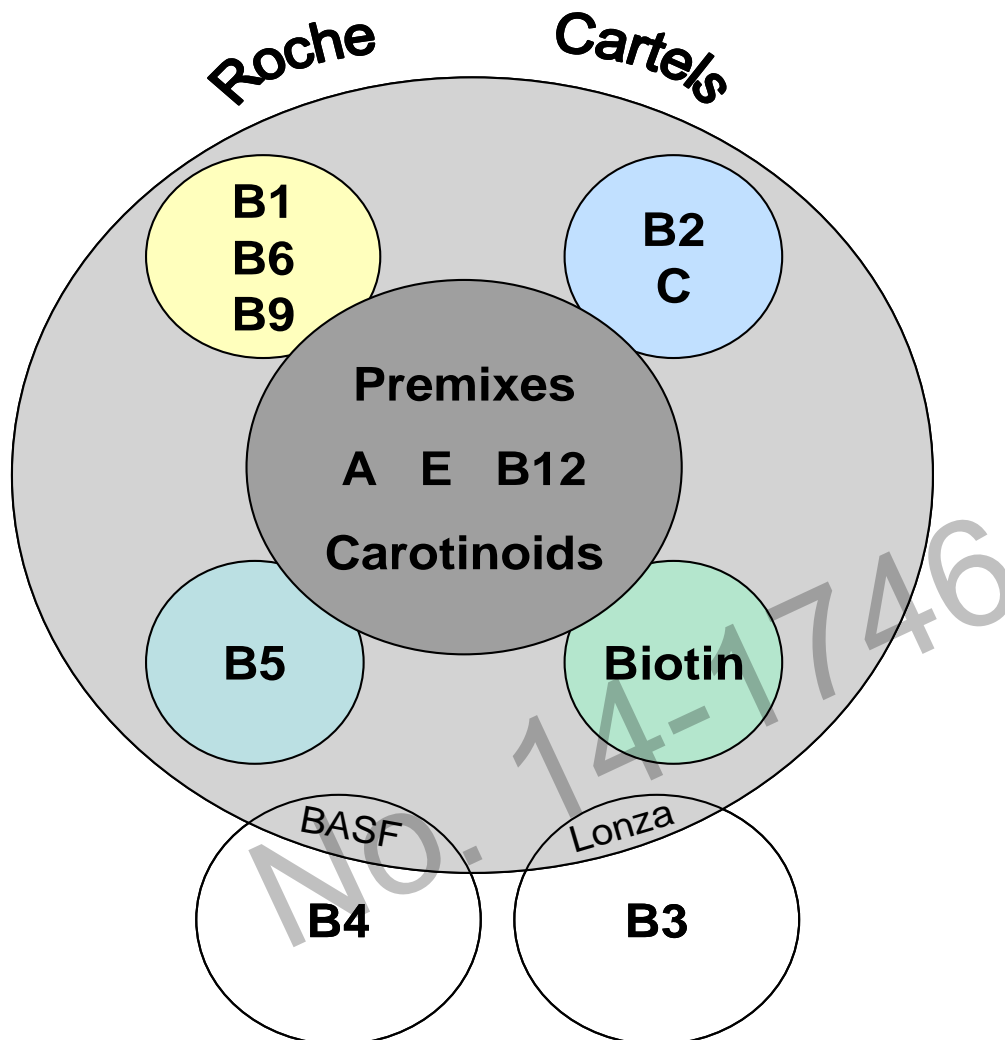 Roche Cartels
B1
B6
B9
B2
C
Premixes
A E B12
Carotinoids
B5
Biotin
BASF
Lonza
B4
B3
No. 14-1746